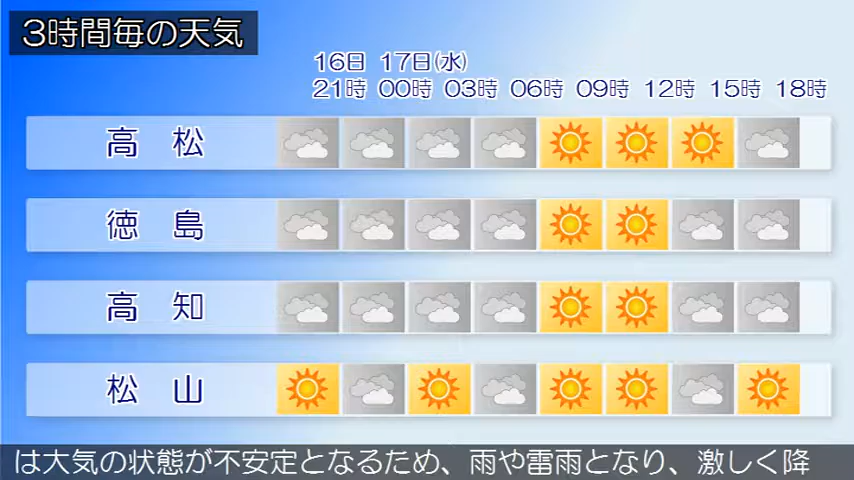 3時間毎の天気
16日 17日(水)
21時 00時 03時 06時 09時 12時 15時 18時
高 松
徳 島
高 知
松 山
は大気の状態が不安定となるため、雨や雷雨となり、激しく降